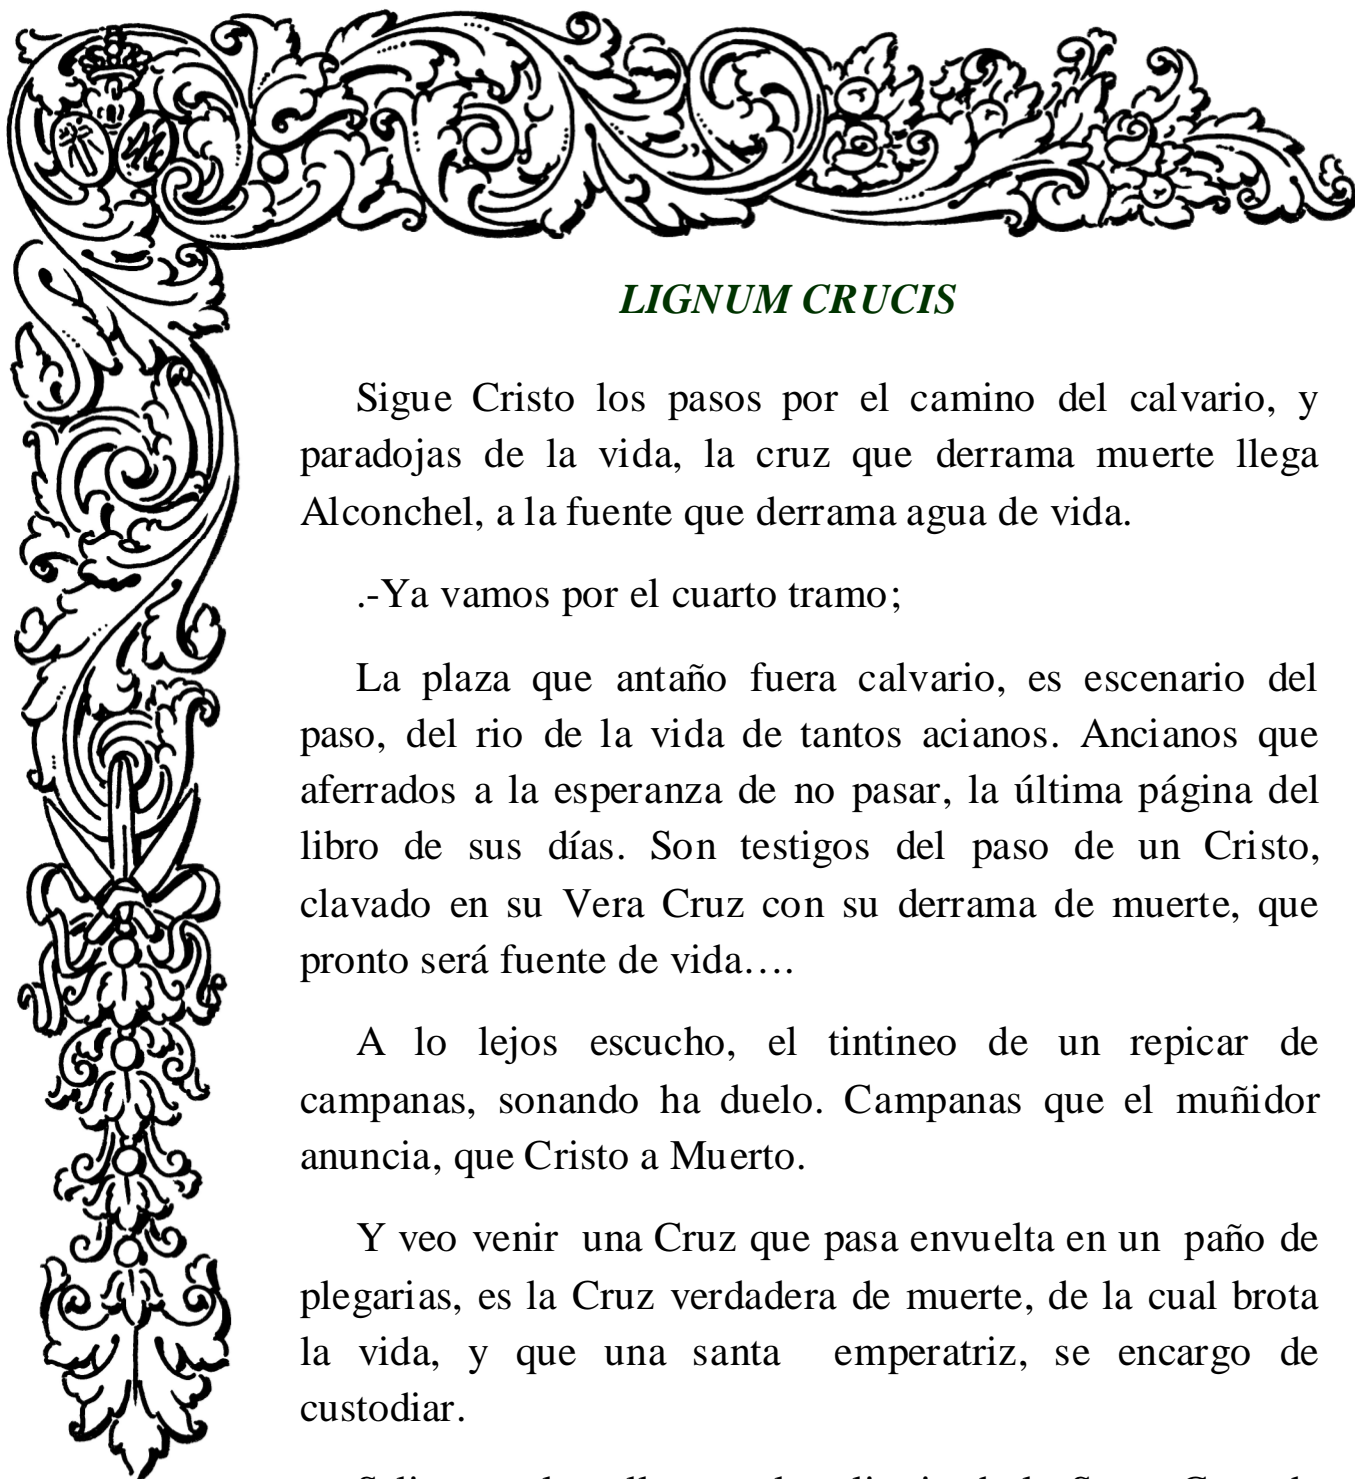 LIGNUM CRUCIS
Sigue Cristo los pasos por el camino del calvario, y
paradojas de la vida, la cruz que derrama muerte llega
Alconchel, a la fuente que derrama agua de vida.
.-Ya vamos por el cuarto tramo;
La plaza que antaño fuera calvario, es escenario del
paso, del rio de la vida de tantos acianos. Ancianos que
aferrados a la esperanza de no pasar, la última página del
libro de sus días. Son testigos del paso de un Cristo,
clavado en su Vera Cruz con su derrama de muerte, que
pronto será fuente de vida….
A lo lejos escucho, el tintineo de un repicar de
campanas, sonando ha duelo. Campanas que el muñidor
anuncia, que Cristo a Muerto.
Y veo venir una Cruz que pasa envuelta en un paño de
plegarias, es la Cruz verdadera de muerte, de la cual brota
la vida, y que una santa emperatriz, se encargo de
custodiar.